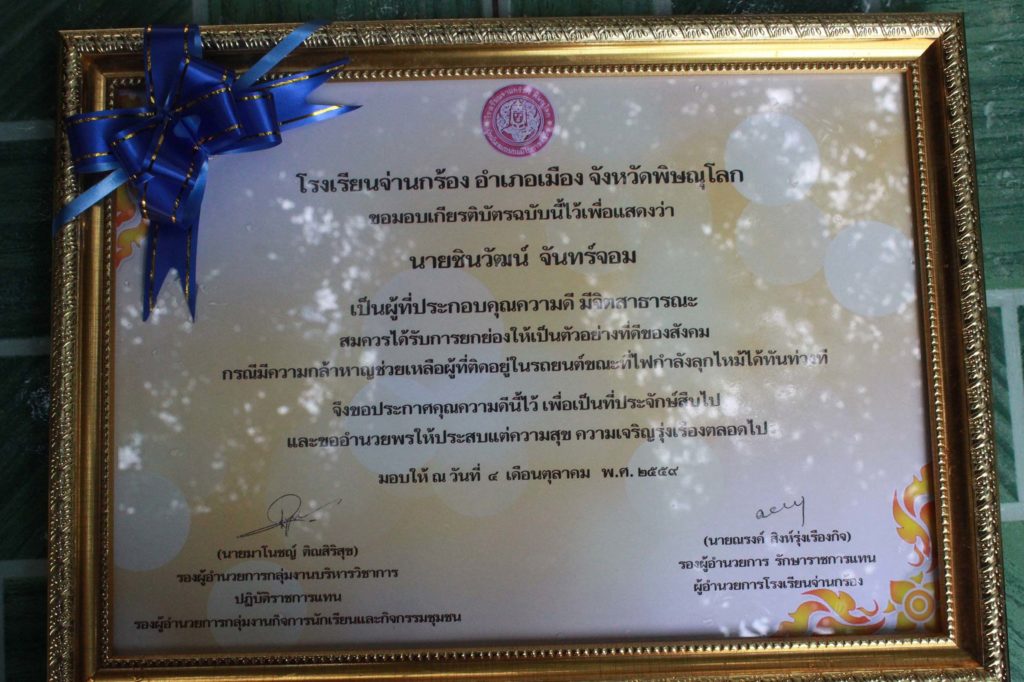 โรงเรียนจ่านกร้อง อำเภอเมือง จังหวัดพิษณุโลก
ขอมอบเกียรติบัตรฉบับนี้ไว้เพื่อแสดงว่า
นายชินวัฒน์ จันทร์จอม
เป็นผู้ที่ประกอบคุณความดี มีจิตสาธารณะ
สมควรได้รับการยกย่องให้เป็นตัวอย่างที่ดีของสังคม
กรณีมีความกล้าหาญช่วยเหลือผู้ที่ติดอยู่ในรถยนต์ขณะที่ไฟกำลังลุกไหม้ได้ทันท่วงที
จึงขอประกาศคุณความดีนี้ไว้ เพื่อเป็นที่ประจักษ์สืบไป
และขออำนวยพรให้ประสบแต่ความสุข ความเจริญรุ่งเรืองตลอดไป
มอบให้ ณ วันที่ ๔ เดือนตุลาคม พ.ศ. ๒๕๕๙
(นายมาโนชญ์ ติณสิริสุข)
รองผู้อำนวยการกลุ่มงานบริหารวิชาการ
ปฏิบัติราชการแทน
รองผู้อำนวยการกลุ่มงานกิจการนักเรียนและกิจกรรมชุมชน
(นายณรงค์ สิงห์รุ่งเรืองกิจ)
รองผู้อำนวยการ รักษาราชการแทน
ผู้อำนวยการโรงเรียนจ่านกร้อง